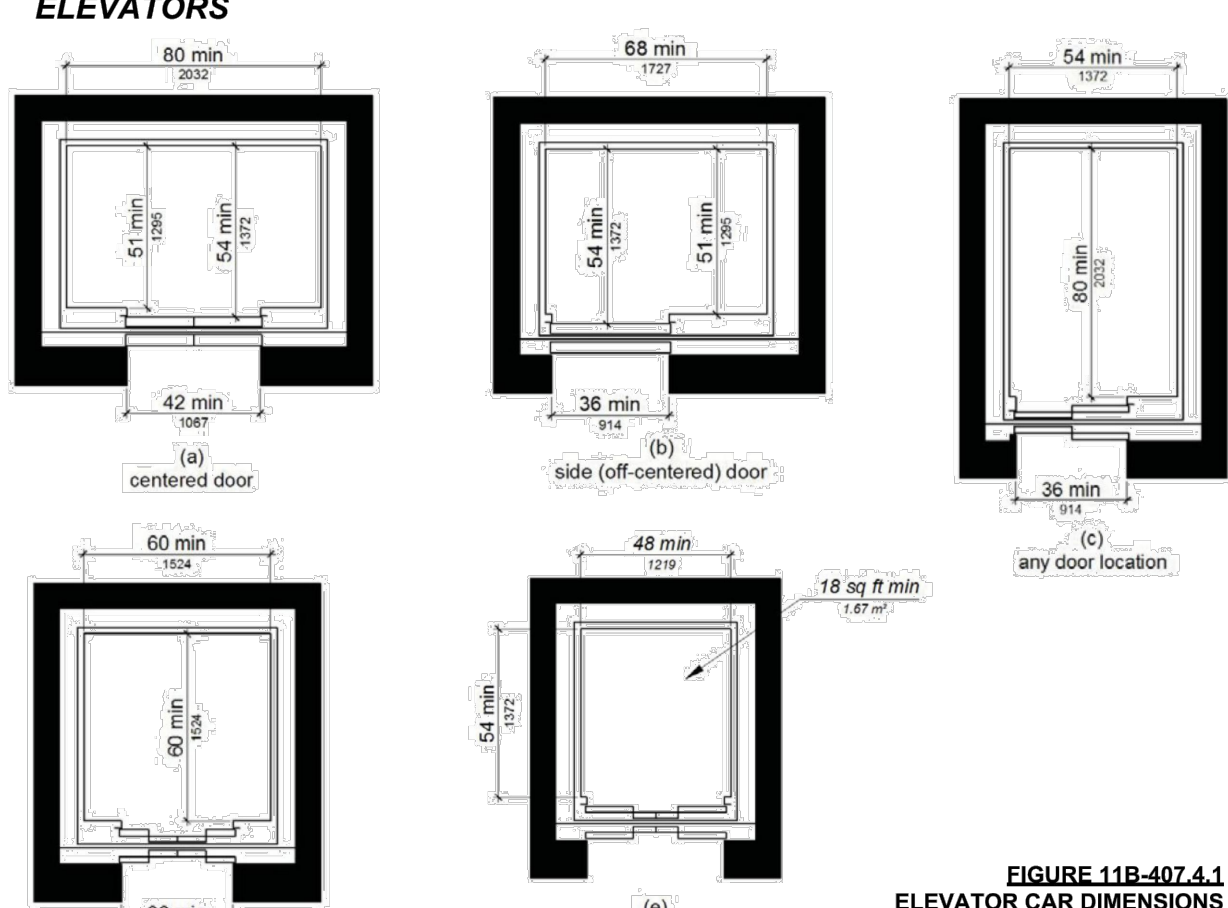 ELEVATORS
80 min
2032
51 min
1295
54 min
1372
42 min
1067
(a)
centered door
68 min
1727
54 min
1372
51 min
1295
36 min
914
(b)
side (off-centered) door
54 min
1372
80 min
2032
36 min
914
(c)
any door location
60 min
1524
60 min
1524
48 min
1219
18 sq ft min
1.67 m²
54 min
1372
(e)
FIGURE 11B-407.4.1
ELEVATOR CAR DIMENSIONS